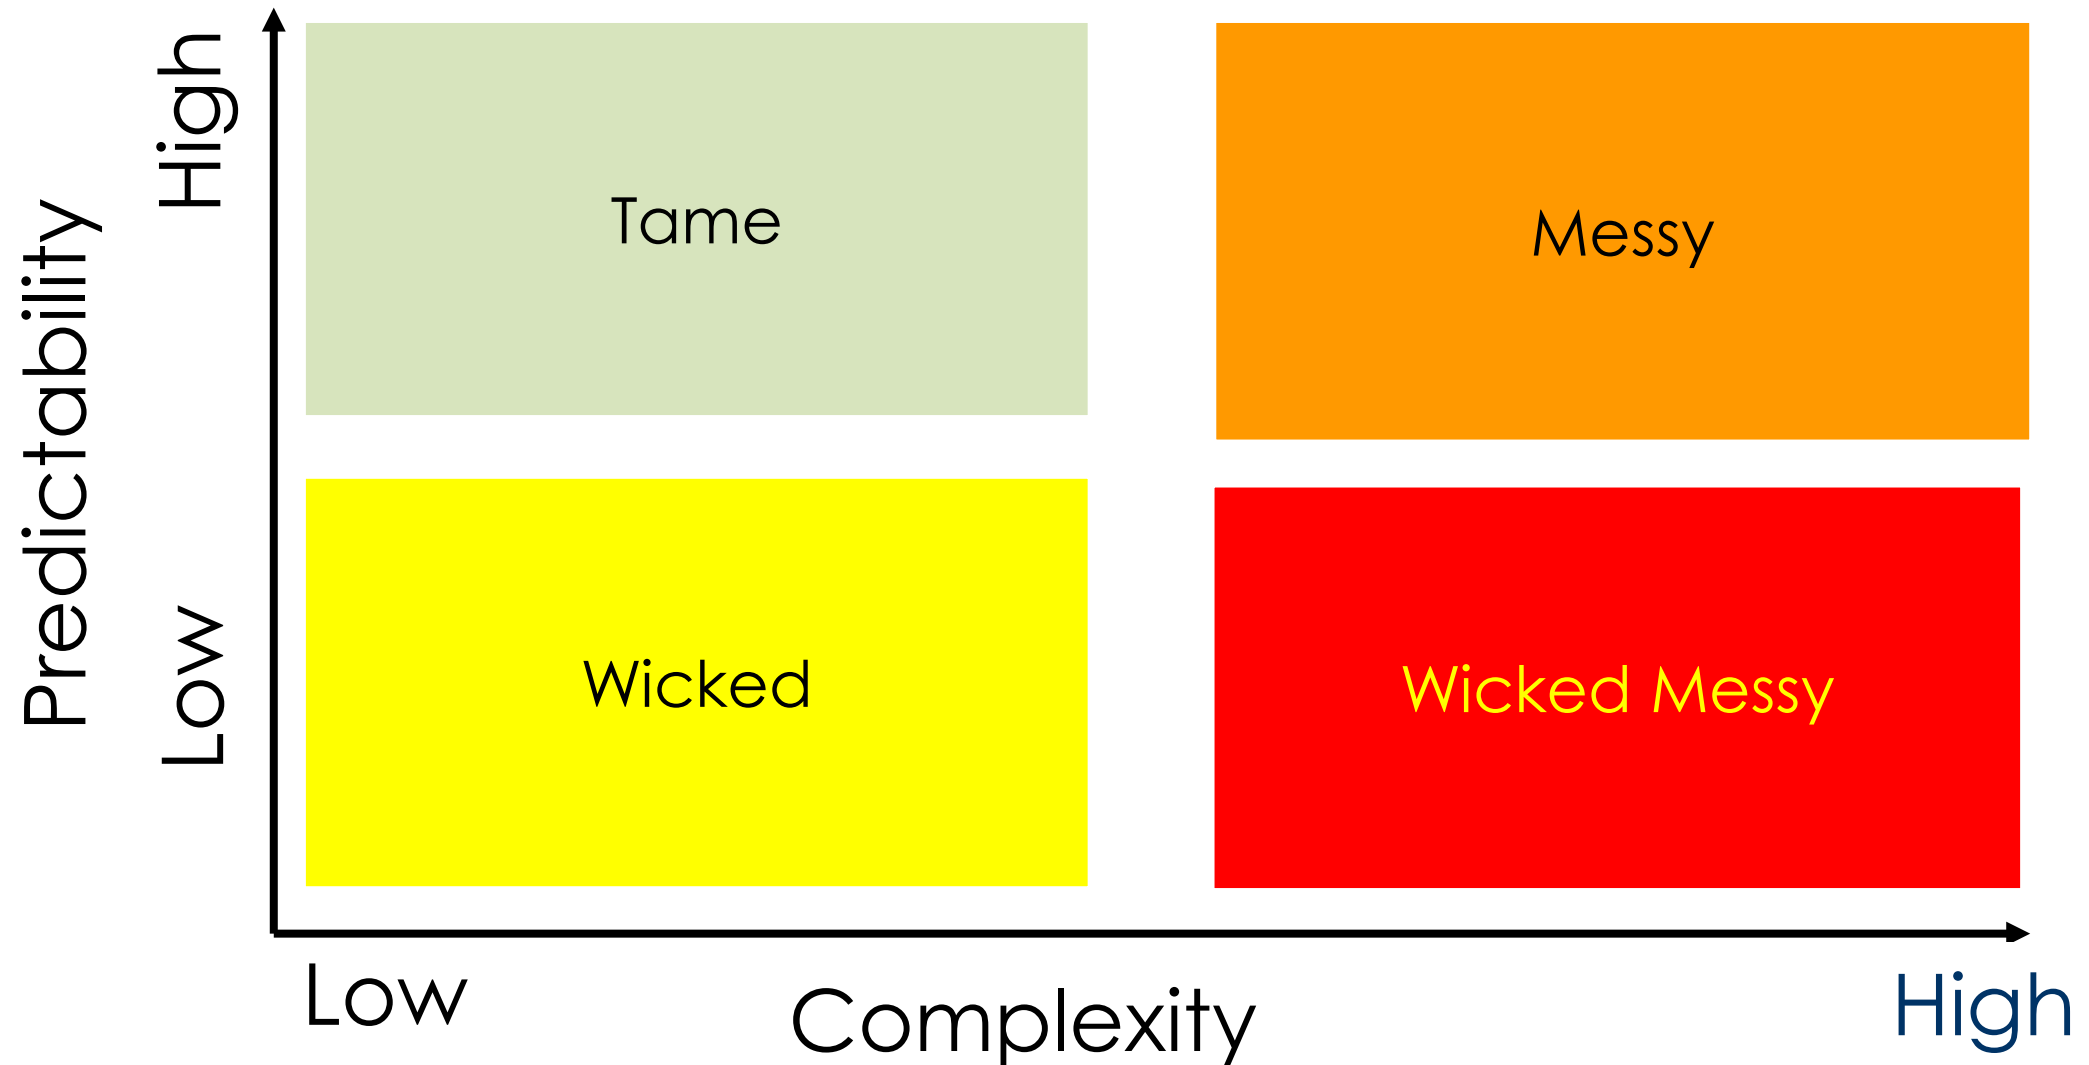 Predictability
High
Low
Tame
Messy
Wicked
Wicked Messy
Low
Complexity
High